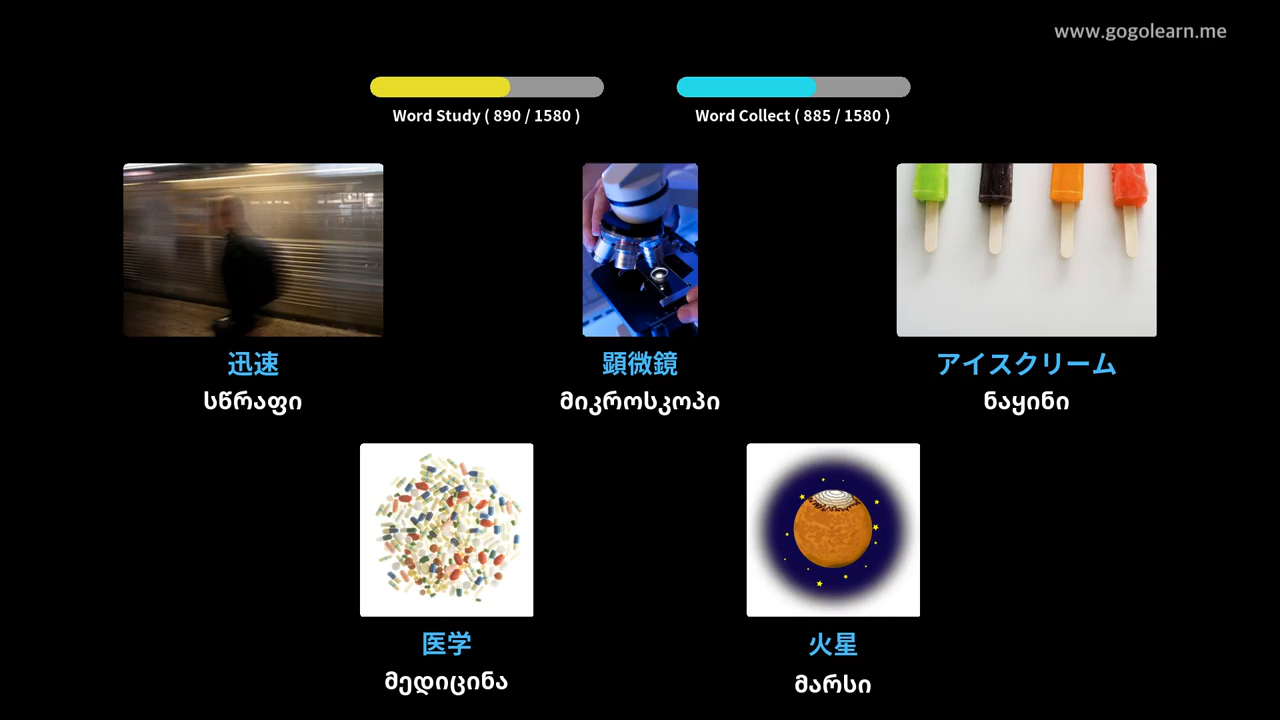 www.gogolearn.me
Word Study ( 890 / 1580 )
Word Collect ( 885 / 1580 )
迅速
სწრაფი
顕微鏡
მიკროსკოპი
アイスクリーム
ნაყინი
医学
მედიცინა
火星
მარსი